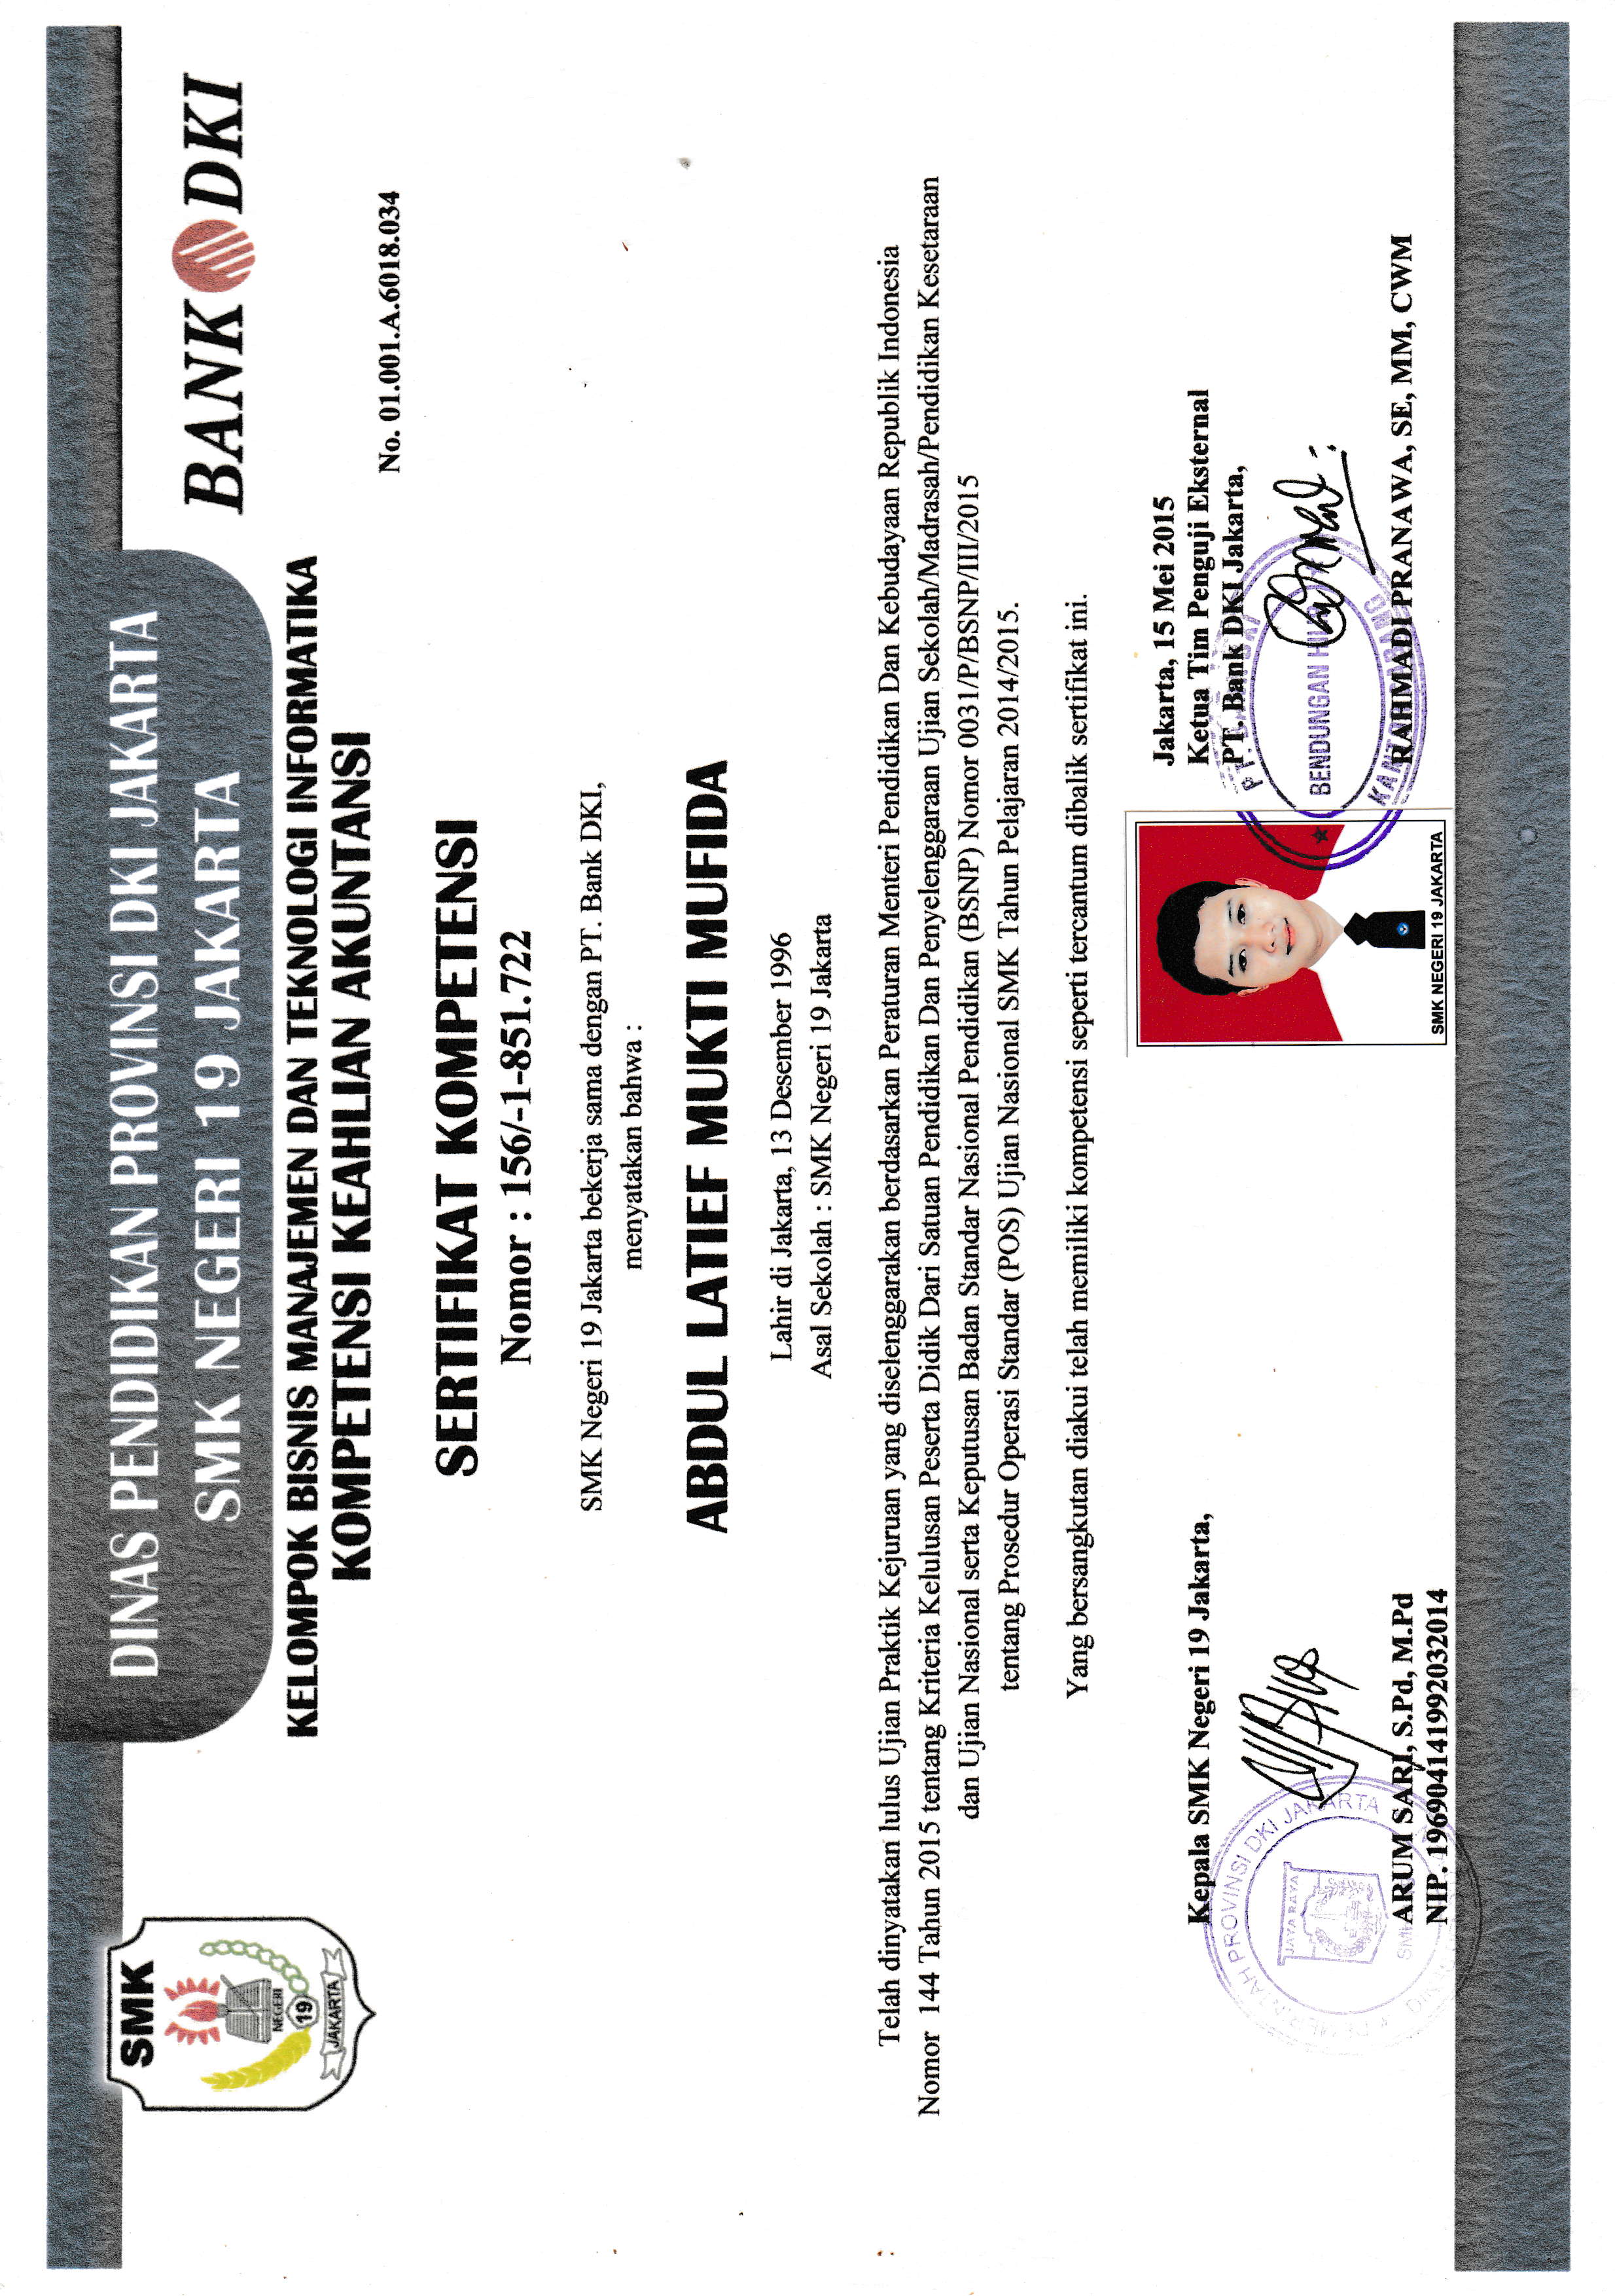 SMK
NEGERI
19
JAKARTA
DINAS PENDIDIKAN PROVINSI DKI JAKARTA
SMK NEGERI 19 JAKARTA
BANK DKI
KELOMPOK BISNIS MANAJEMEN DAN TEKNOLOGI INFORMATIKA
KOMPETENSI KEAHLIAN AKUNTANSI
No. 01.001.A.6018.034
SERTIFIKAT KOMPETENSI
Nomor : 156/-1-851.722
SMK Negeri 19 Jakarta bekerja sama dengan PT. Bank DKI,
menyatakan bahwa :
ABDUL LATIEF MUKTI MUFIDA
Lahir di Jakarta, 13 Desember 1996
Asal Sekolah : SMK Negeri 19 Jakarta
Telah dinyatakan lulus Ujian Praktik Kejuruan yang diselenggarakan berdasarkan Peraturan Menteri Pendidikan Dan Kebudayaan Republik Indonesia
Nomor 144 Tahun 2015 tentang Kriteria Kelulusan Peserta Didik Dari Satuan Pendidikan Dan Penyelenggaraan Ujian Sekolah/Madrasah/Pendidikan Kesetaraan
dan Ujian Nasional serta Keputusan Badan Standar Nasional Pendidikan (BSNP) Nomor 0031/P/BSNP/III/2015
tentang Prosedur Operasi Standar (POS) Ujian Nasional SMK Tahun Pelajaran 2014/2015.
Yang bersangkutan diakui telah memiliki kompetensi seperti tercantum dibalik sertifikat ini.
Kepala SMK Negeri 19 Jakarta,
PROVINSI DKI JAKARTA
JAYA RAYA
ARUM SARI, S.Pd, M.Pd
NIP. 196904141992032014
SMK NEGERI 19 JAKARTA
Jakarta, 15 Mei 2015
Ketua Tim Penguji Eksternal
PT. Bank DKI Jakarta,
PT. BANK DKI
BENDUNGAN HILIR
KANTOR CABANG
RAHMADI PRANAWA, SE, MM, CWM